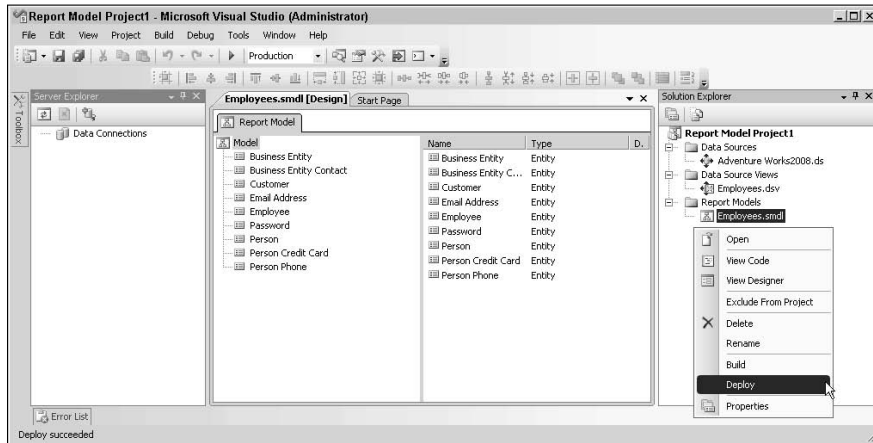 Report Model Project1 - Microsoft Visual Studio (Administrator)
File Edit View Project Build Debug Tools Window Help
Production
Toolbox
Server Explorer
Data Connections
Employees.smdl [Design] Start Page
Report Model
Model
Business Entity
Business Entity Contact
Customer
Email Address
Employee
Password
Person
Person Credit Card
Person Phone
Name Type D.
Business Entity Entity
Business Entity C... Entity
Customer Entity
Email Address Entity
Employee Entity
Password Entity
Person Entity
Person Credit Card Entity
Person Phone Entity
Solution Explorer
Report Model Project1
Data Sources
Adventure Works2008.ds
Data Source Views
Employees.dsv
Report Models
Employees.smdl
Open
View Code
View Designer
Exclude From Project
Delete
Rename
Build
Deploy
Properties
Error List
Deploy succeeded